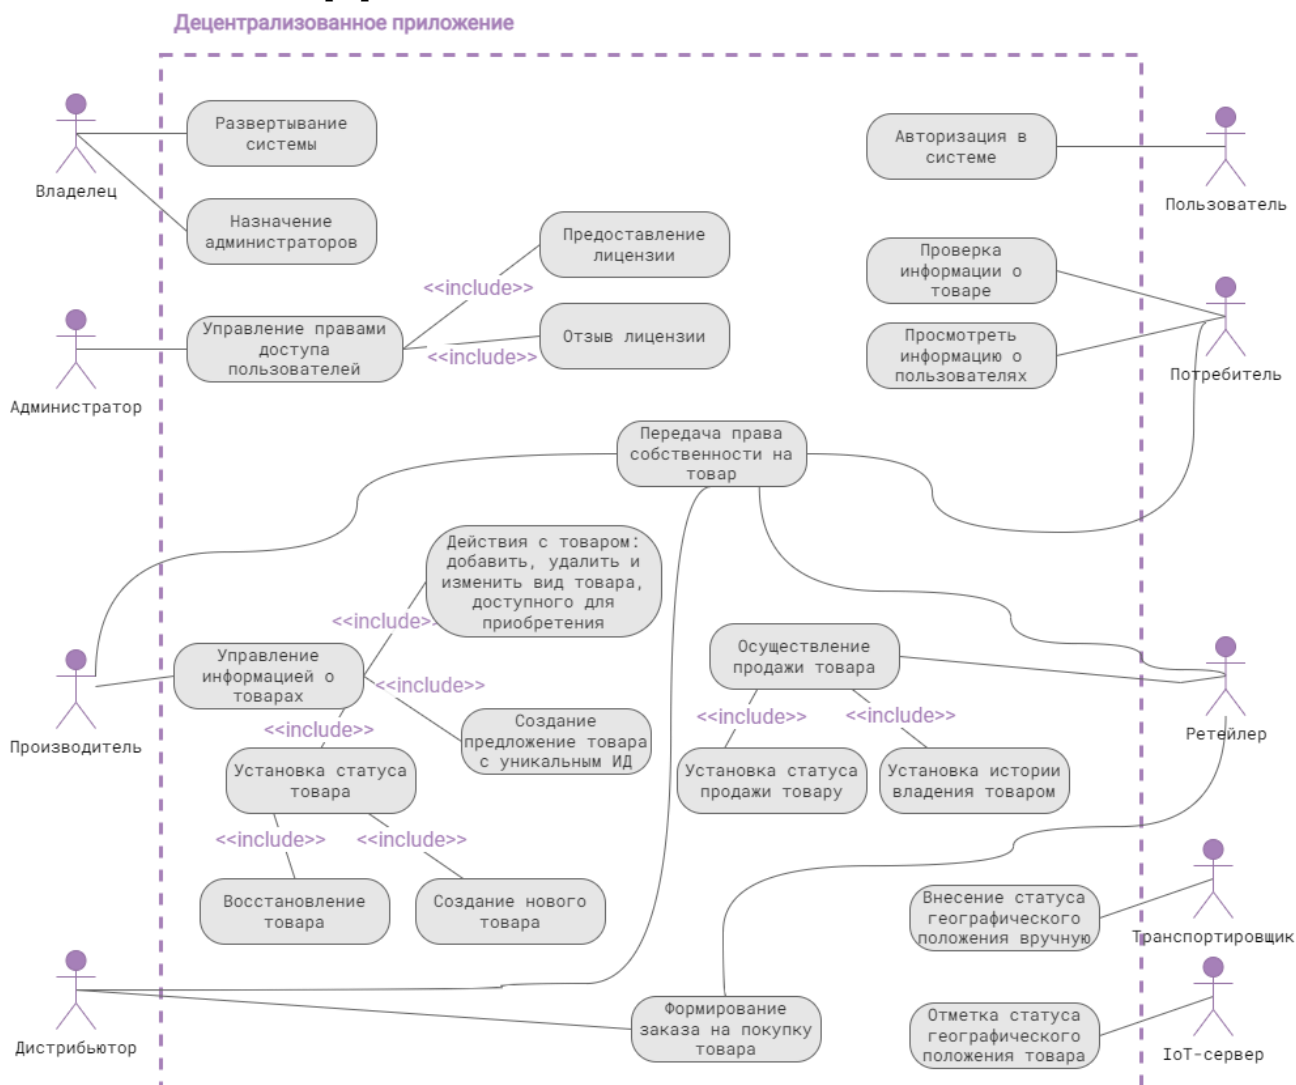 Децентрализованное приложение
Владелец
Развертывание
системы
Назначение
администраторов
Авторизация в
системе
Пользователь
Предоставление
лицензии
<<include>>
Отзыв лицензии
<<include>>
Управление правами
доступа
пользователей
Администратор
Проверка
информации о
товаре
Просмотреть
информацию о
пользователях
Потребитель
Передача права
собственности на
товар
Действия с товаром:
добавить, удалить и
изменить вид товара,
доступного для
приобретения
<<include>>
Управление
информацией о
товарах
<<include>>
Производитель
<<include>>
Создание
предложение товара
с уникальным ИД
Установка статуса
товара
<<include>>
<<include>>
Восстановление
товара
Создание нового
товара
Осуществление
продажи товара
<<include>>
<<include>>
Установка статуса
продажи товару
Установка истории
владения товаром
Ретейлер
Внесение статуса
географического
положения вручную
Транспортировщик
Дистрибьютор
Формирование
заказа на покупку
товара
Отметка статуса
географического
положения товара
IoT-сервер